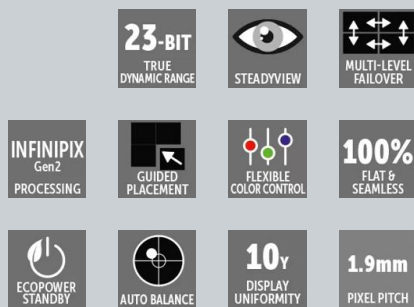 23-BIT
TRUE
DYNAMIC RANGE
STEADYVIEW
MULTI-LEVEL
FAILOVER
INFINIPIX
Gen2
PROCESSING
GUIDED
PLACEMENT
FLEXIBLE
COLOR CONTROL
100%
FLAT &
SEAMLESS
ECOPOWER
STANDBY
AUTO BALANCE
10Y
DISPLAY
UNIFORMITY
1.9mm
PIXEL PITCH